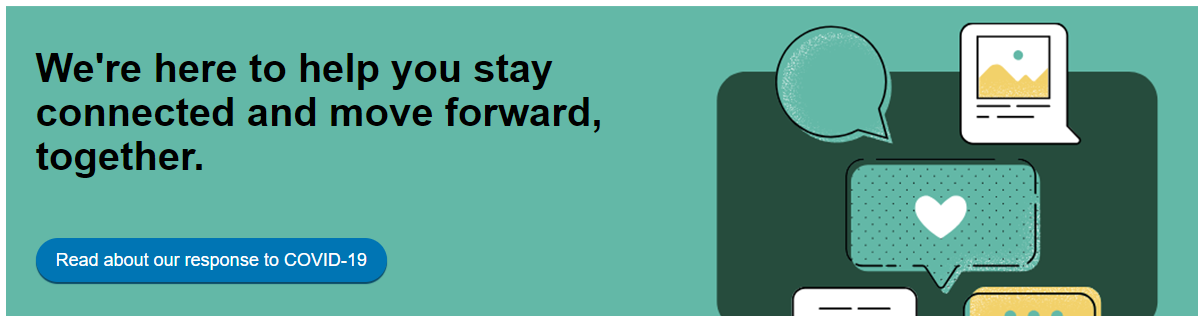 We're here to help you stay
connected and move forward,
together.
Read about our response to COVID-19